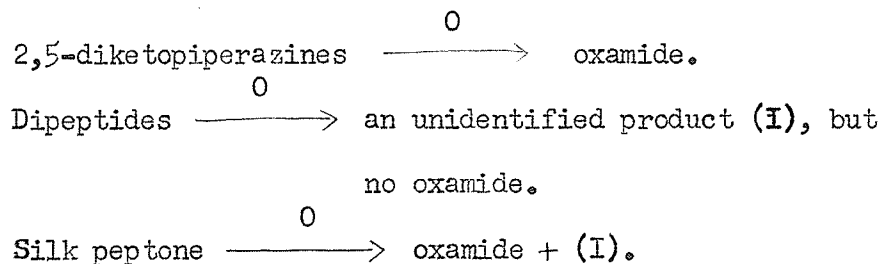 O
2,5-diketopiperazines ⟶ oxamide.
O
Dipeptides ⟶ an unidentified product (I), but
no oxamide.
O
Silk peptone ⟶ oxamide + (I).